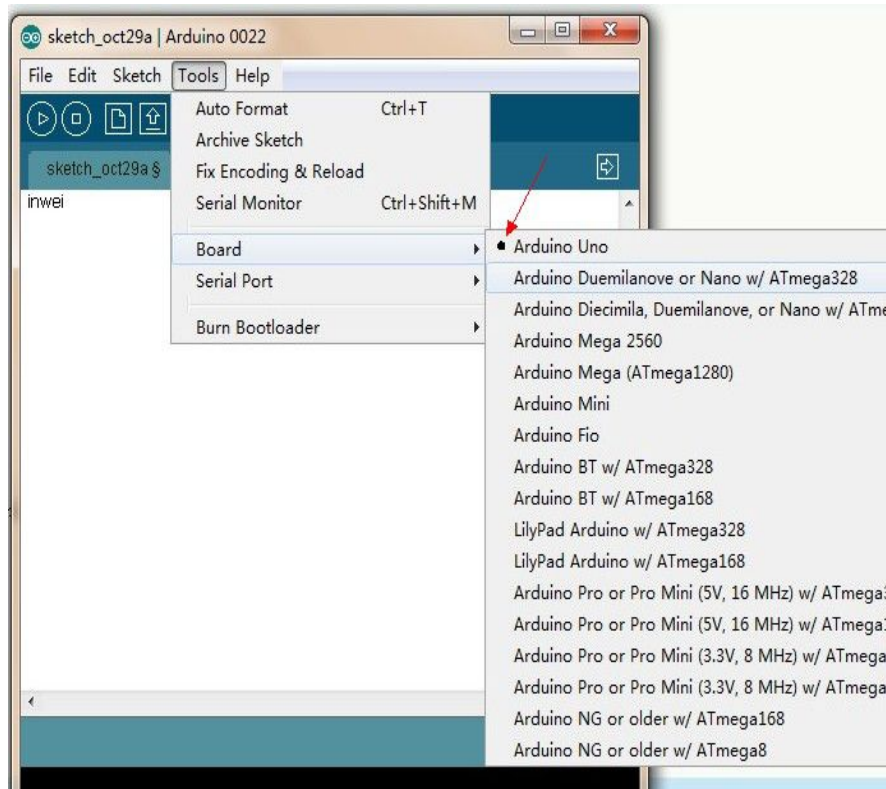 sketch_oct29a | Arduino 0022
File Edit Sketch Tools Help
Auto Format Ctrl+T
Archive Sketch
sketch_oct29a § Fix Encoding & Reload
inwei Serial Monitor Ctrl+Shift+M
Board Arduino Uno
Serial Port Arduino Duemilanove or Nano w/ ATmega328
Arduino Diecimila, Duemilanove, or Nano w/ ATme
Burn Bootloader Arduino Mega 2560
Arduino Mega (ATmega1280)
Arduino Mini
Arduino Fio
Arduino BT w/ ATmega328
Arduino BT w/ ATmega168
LilyPad Arduino w/ ATmega328
LilyPad Arduino w/ ATmega168
Arduino Pro or Pro Mini (5V, 16 MHz) w/ ATmega3
Arduino Pro or Pro Mini (5V, 16 MHz) w/ ATmega1
Arduino Pro or Pro Mini (3.3V, 8 MHz) w/ ATmega
Arduino Pro or Pro Mini (3.3V, 8 MHz) w/ ATmega
Arduino NG or older w/ ATmega168
Arduino NG or older w/ ATmega8